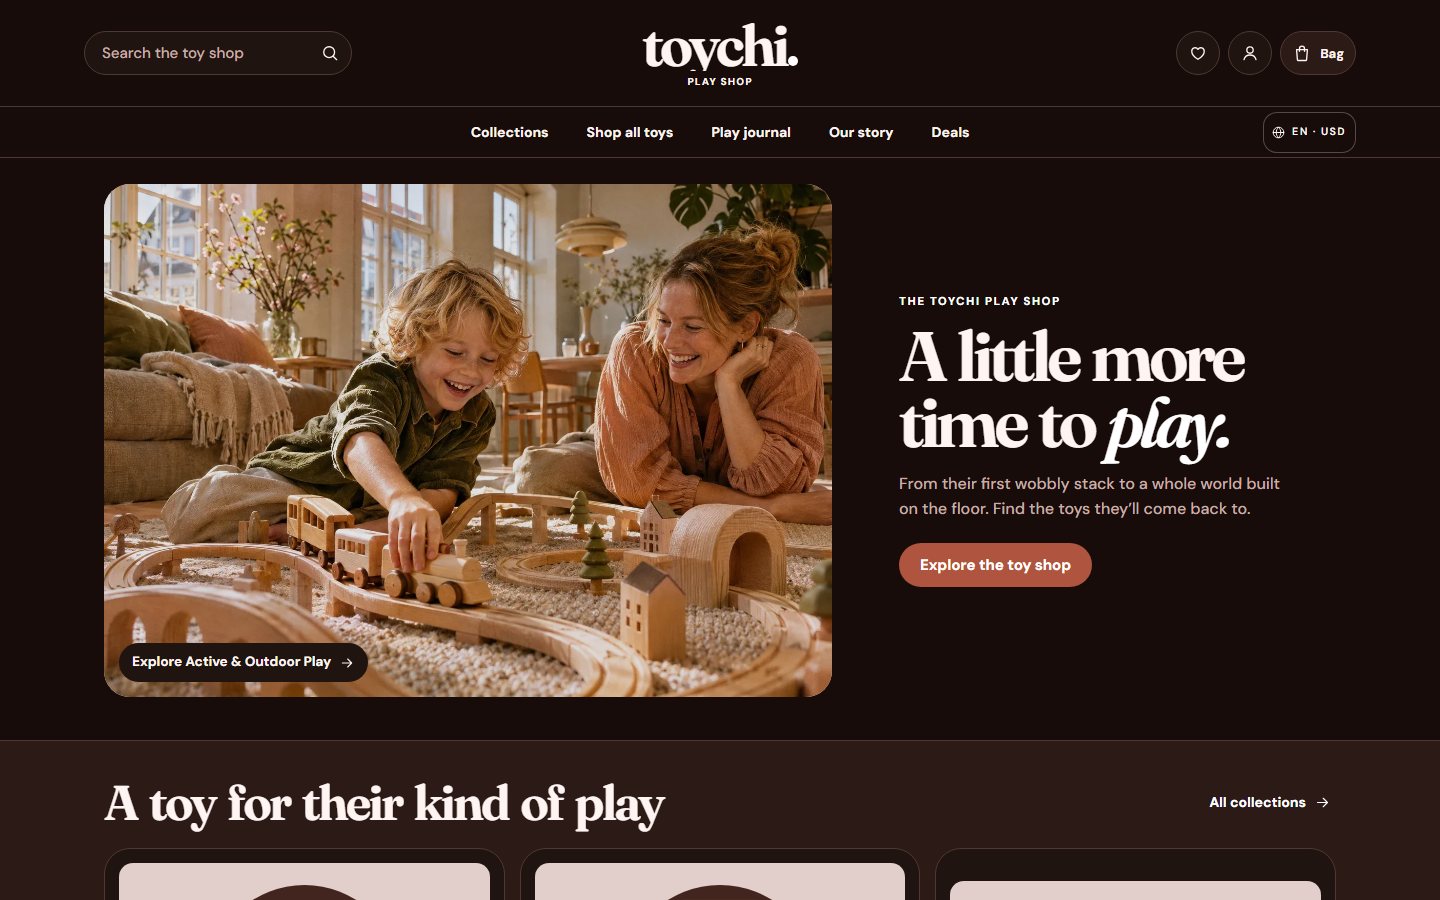 Search the toy shop
toychi.
PLAY SHOP
Bag
Collections
Shop all toys
Play journal
Our story
Deals
EN · USD
THE TOYCHI PLAY SHOP
A little more
time to play.
From their first wobbly stack to a whole world built
on the floor. Find the toys they’ll come back to.
Explore the toy shop
Explore Active & Outdoor Play →
A toy for their kind of play
All collections →